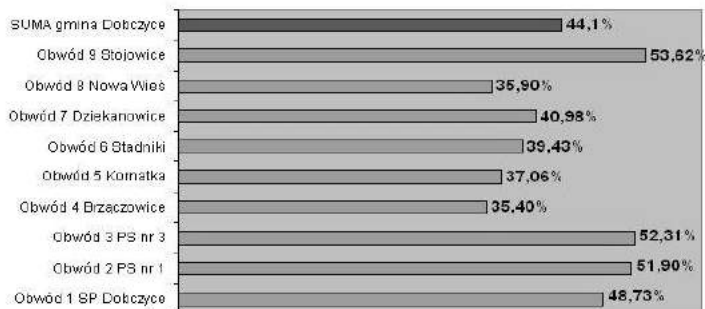 SUMA gmina Dobczyce 44,1%
Obwód 9 Stojowice 53,62%
Obwód 8 Nowa Wieś 35,90%
Obwód 7 Dziekanowice 40,98%
Obwód 6 Stadniki 39,43%
Obwód 5 Kornatka 37,06%
Obwód 4 Brzączowice 35,40%
Obwód 3 PS nr 3 52,31%
Obwód 2 PS nr 1 51,90%
Obwód 1 SP Dobczyce 48,73%